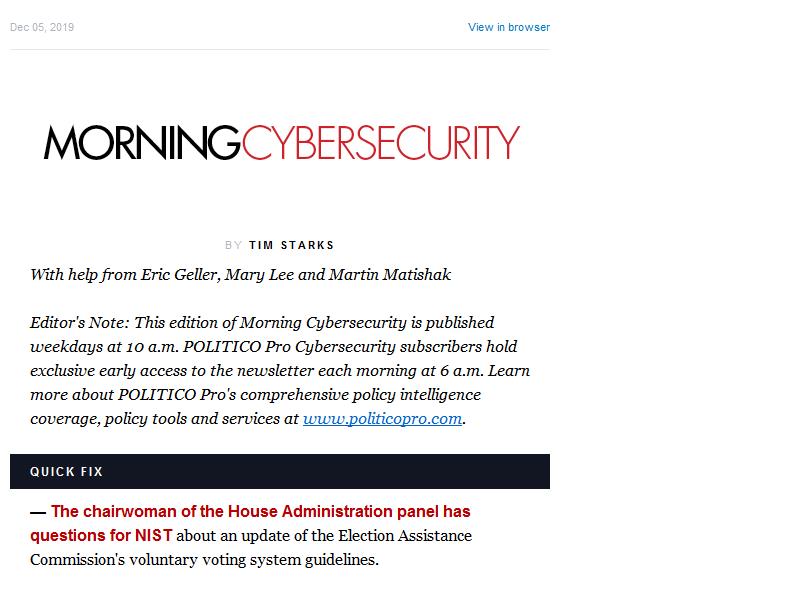 Dec 05, 2019
View in browser
MORNINGCYBERSECURITY
BY TIM STARKS
With help from Eric Geller, Mary Lee and Martin Matishak
Editor's Note: This edition of Morning Cybersecurity is published
weekdays at 10 a.m. POLITICO Pro Cybersecurity subscribers hold
exclusive early access to the newsletter each morning at 6 a.m. Learn
more about POLITICO Pro's comprehensive policy intelligence
coverage, policy tools and services at www.politicopro.com.
QUICK FIX
— The chairwoman of the House Administration panel has
questions for NIST about an update of the Election Assistance
Commission's voluntary voting system guidelines.